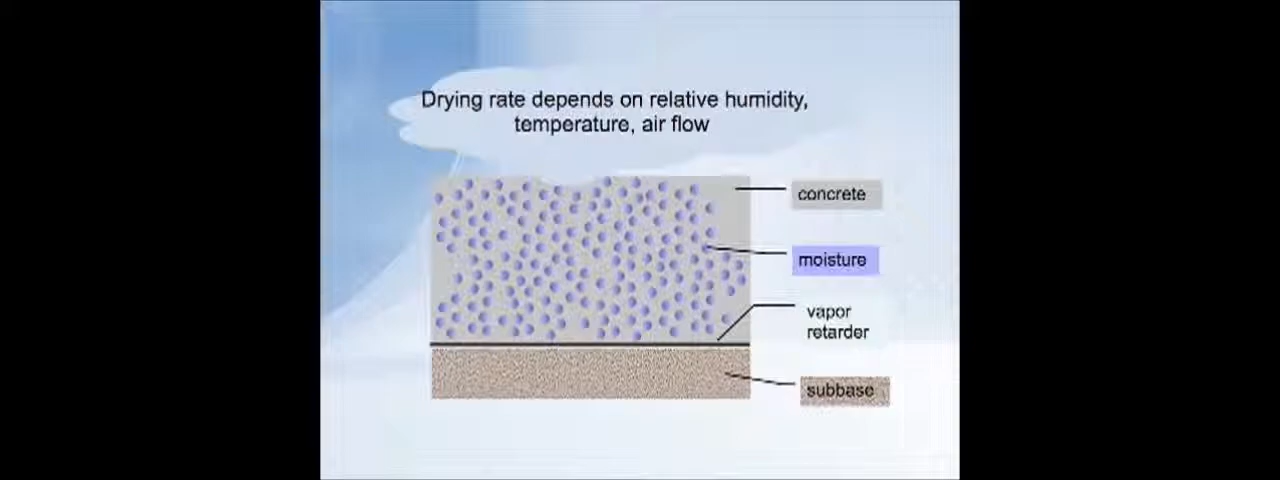 Drying rate depends on relative humidity,
temperature, air flow
concrete
moisture
vapor
retarder
subbase